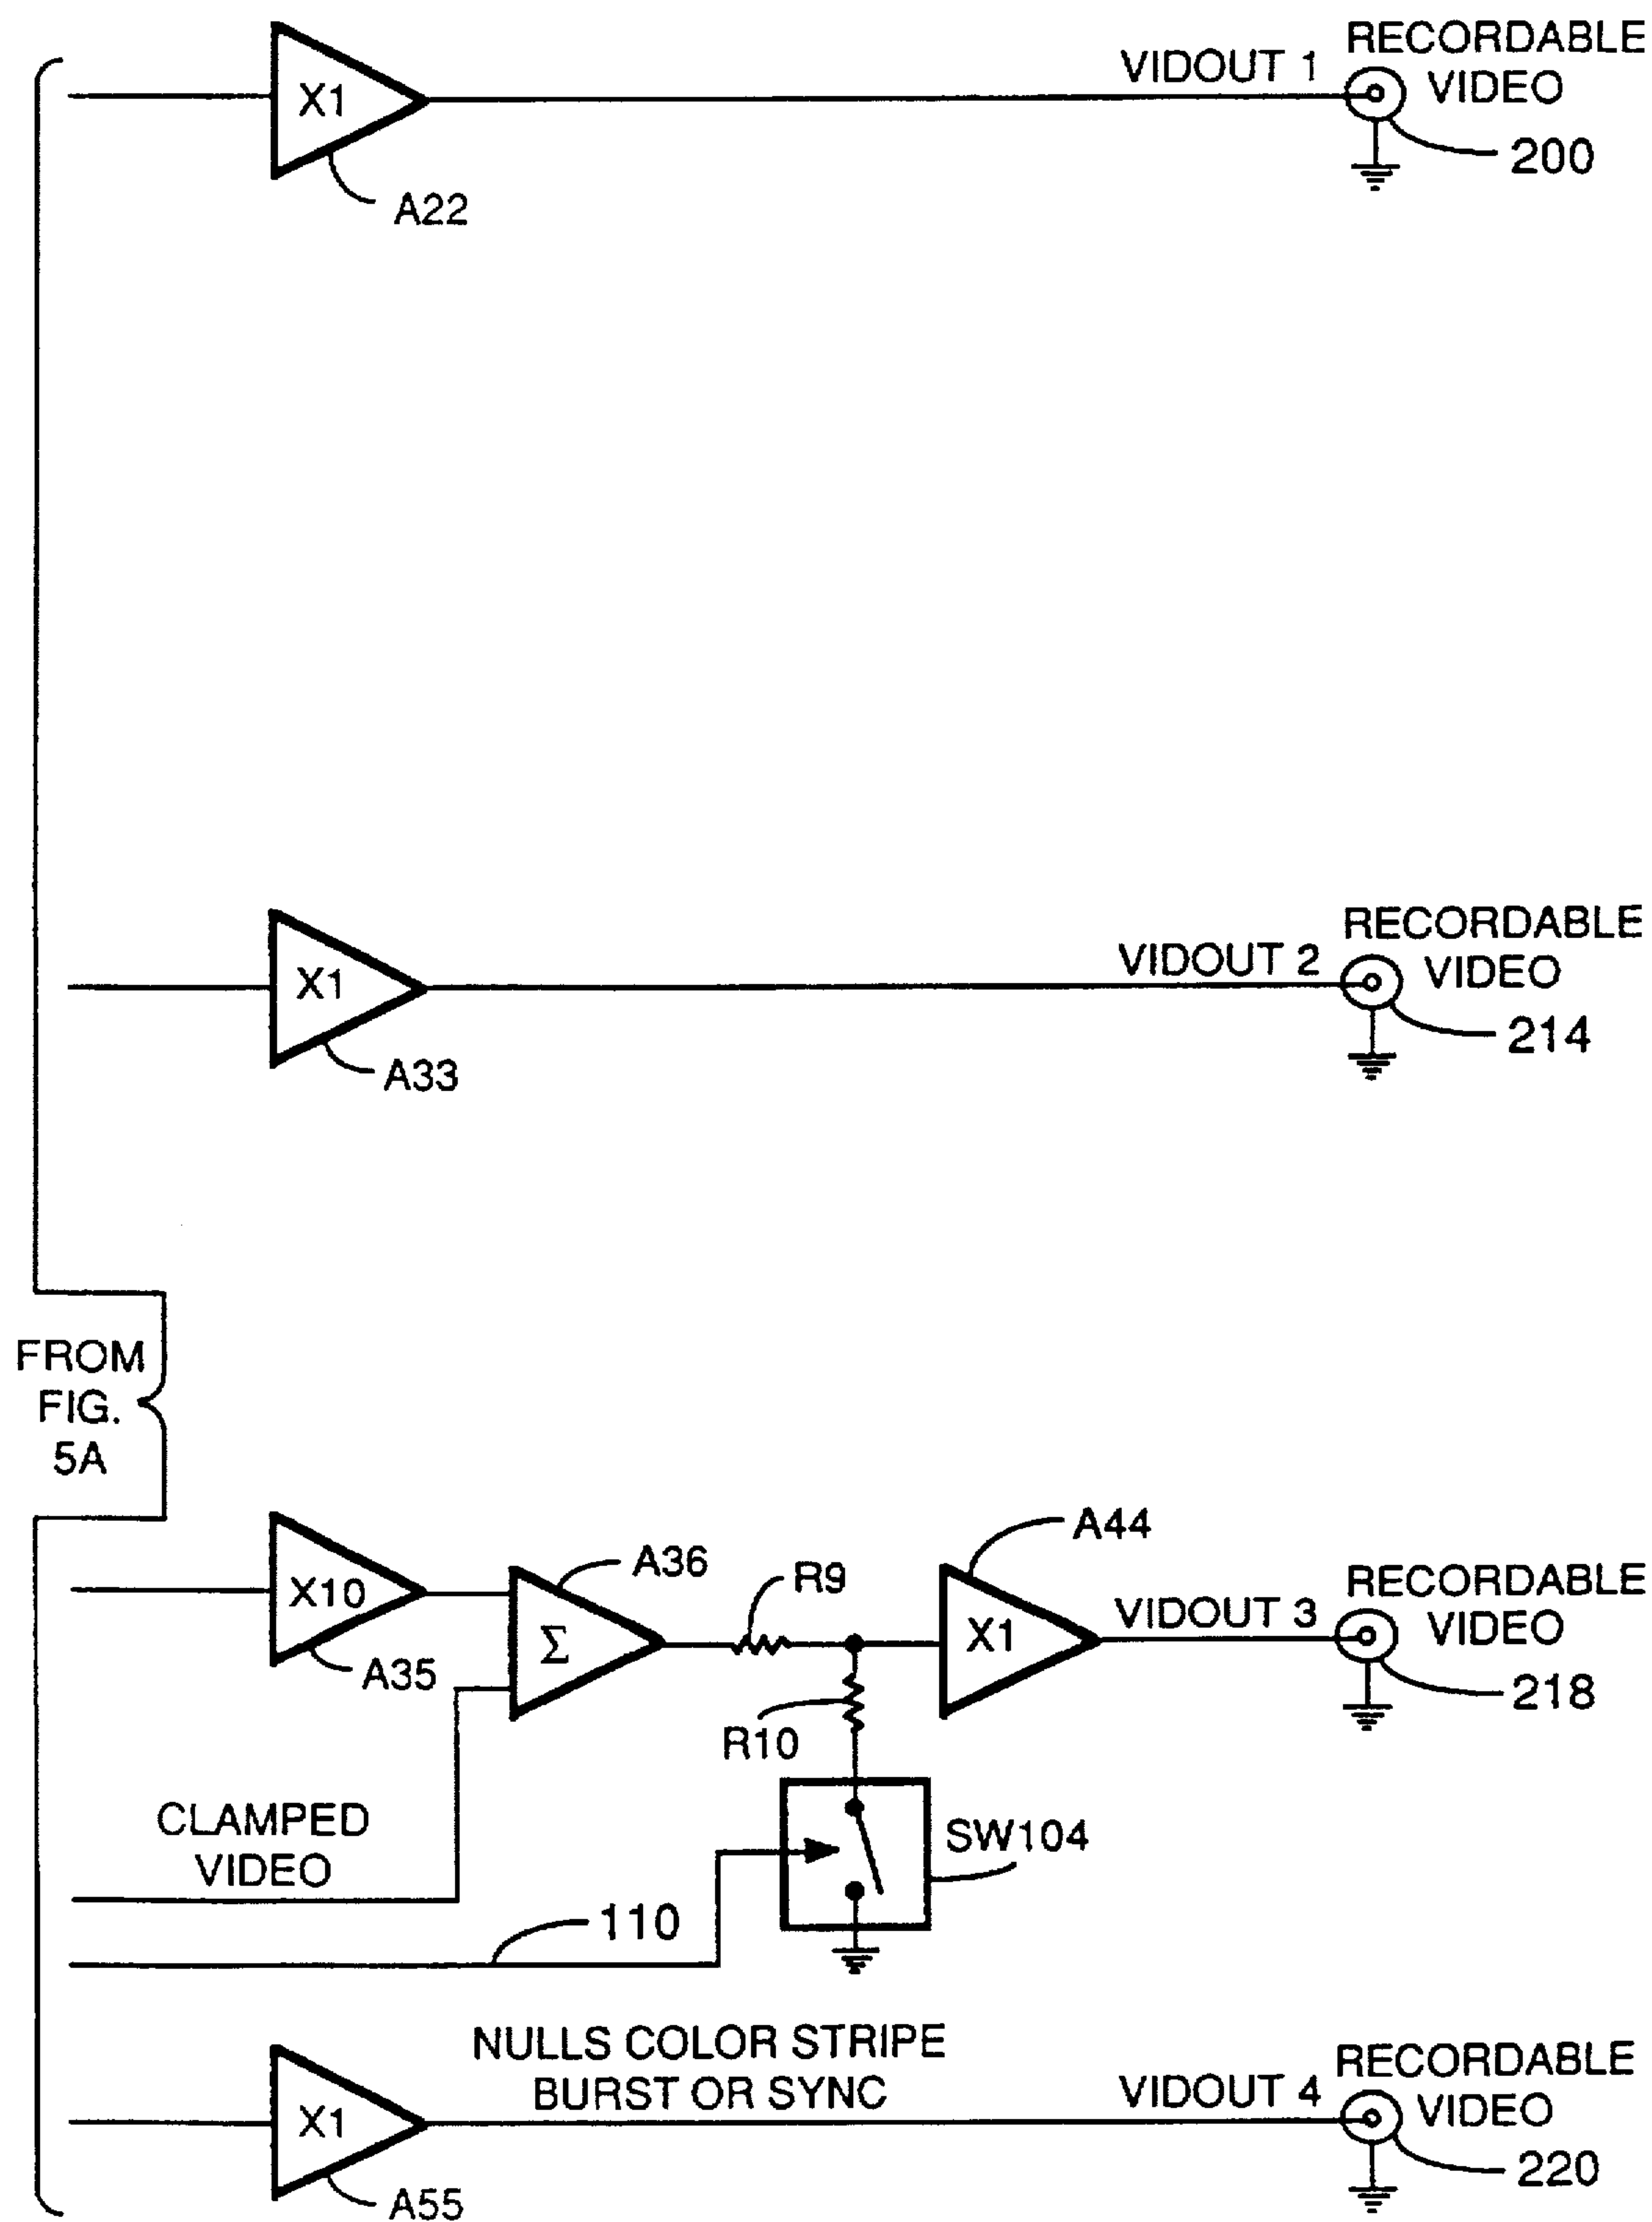 RECORDABLE
VIDEO
VIDOUT 1
X1
200
A22
RECORDABLE
VIDEO
VIDOUT 2
X1
214
A33
FROM
FIG.
5A
A44
A36
R9
RECORDABLE
VIDEO
VIDOUT 3
X10
Σ
X1
A35
218
R10
CLAMPED
VIDEO
SW104
110
NULLS COLOR STRIPE
BURST OR SYNC
RECORDABLE
VIDEO
VIDOUT 4
X1
220
A55